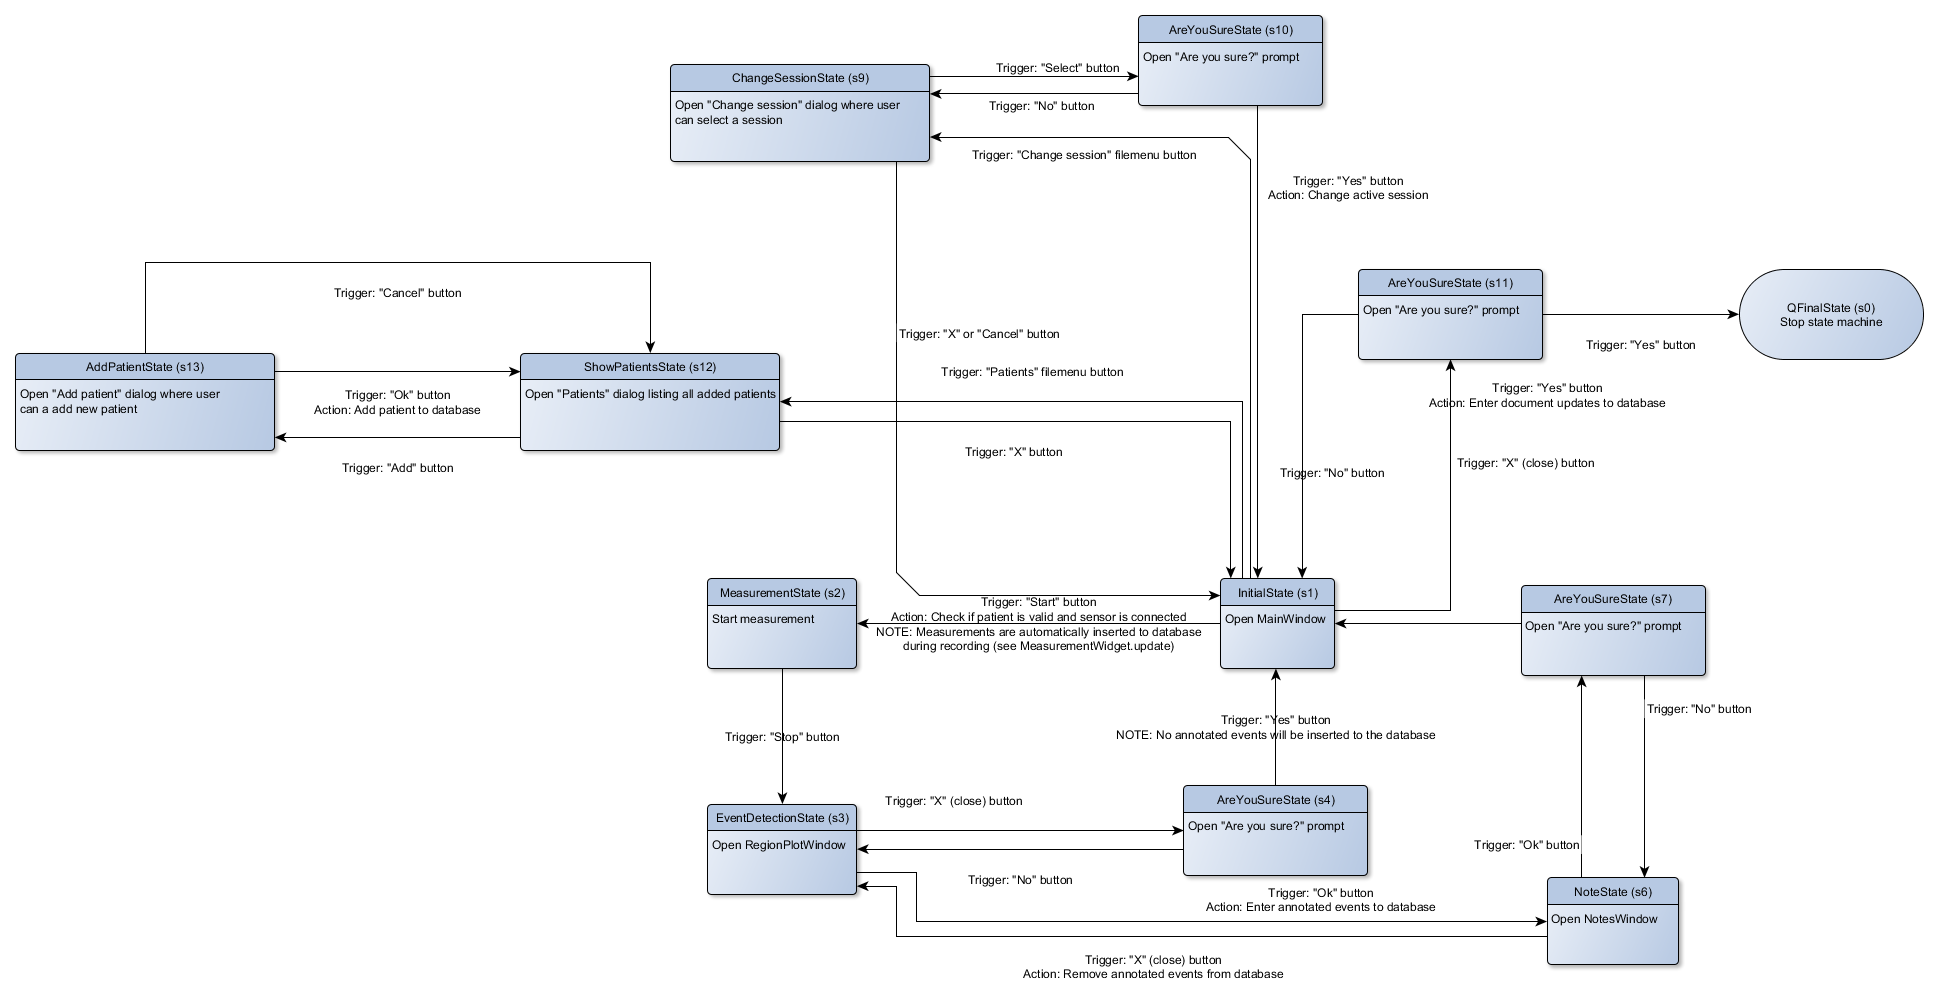 AreYouSureState (s10)
Open "Are you sure?" prompt
ChangeSessionState (s9)
Open "Change session" dialog where user
can select a session
Trigger: "Select" button
Trigger: "No" button
Trigger: "Change session" filemenu button
Trigger: "Yes" button
Action: Change active session
Trigger: "Cancel" button
AreYouSureState (s11)
Open "Are you sure?" prompt
QFinalState (s0)
Stop state machine
Trigger: "Yes" button
Trigger: "X" or "Cancel" button
AddPatientState (s13)
Open "Add patient" dialog where user
can a add new patient
Trigger: "Ok" button
Action: Add patient to database
ShowPatientsState (s12)
Open "Patients" dialog listing all added patients
Trigger: "Patients" filemenu button
Trigger: "Yes" button
Action: Enter document updates to database
Trigger: "X" button
Trigger: "Add" button
Trigger: "No" button
Trigger: "X" (close) button
MeasurementState (s2)
Start measurement
Trigger: "Start" button
Action: Check if patient is valid and sensor is connected
NOTE: Measurements are automatically inserted to database
during recording (see MeasurementWidget.update)
InitialState (s1)
Open MainWindow
AreYouSureState (s7)
Open "Are you sure?" prompt
Trigger: "No" button
Trigger: "Stop" button
Trigger: "Yes" button
NOTE: No annotated events will be inserted to the database
EventDetectionState (s3)
Open RegionPlotWindow
Trigger: "X" (close) button
AreYouSureState (s4)
Open "Are you sure?" prompt
Trigger: "Ok" button
Trigger: "No" button
Trigger: "Ok" button
Action: Enter annotated events to database
NoteState (s6)
Open NotesWindow
Trigger: "X" (close) button
Action: Remove annotated events from database